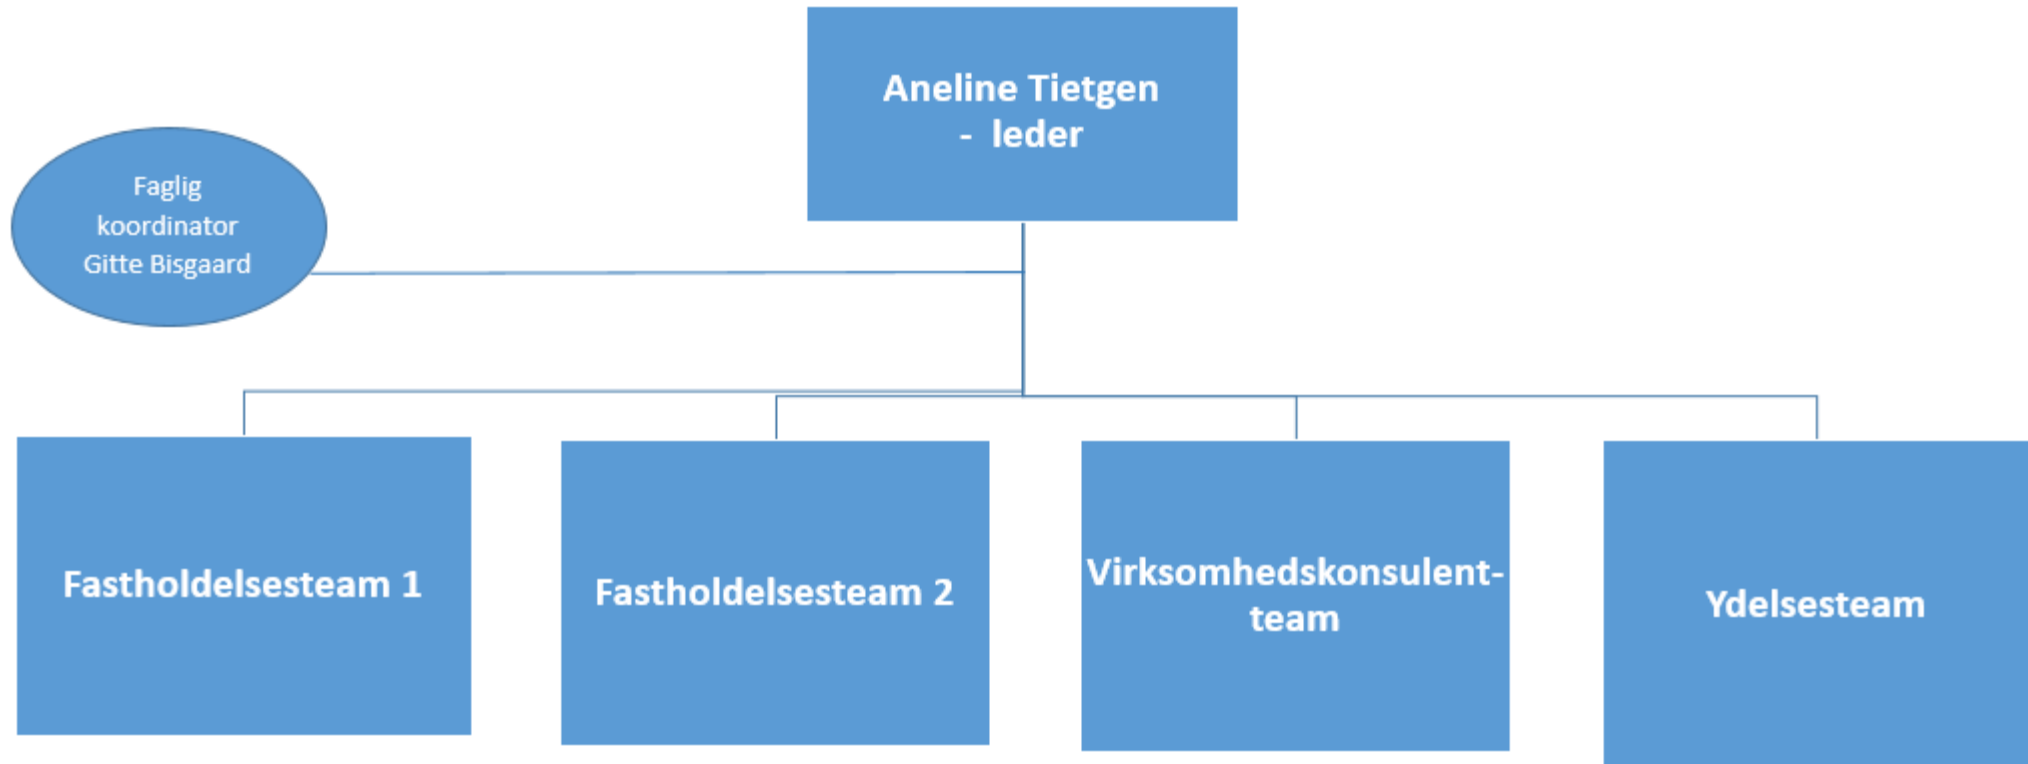 Aneline Tietgen
- leder
Faglig
koordinator
Gitte Bisgaard
Fastholdelsesteam 1
Fastholdelsesteam 2
Virksomhedskonsulent-
team
Ydelsesteam